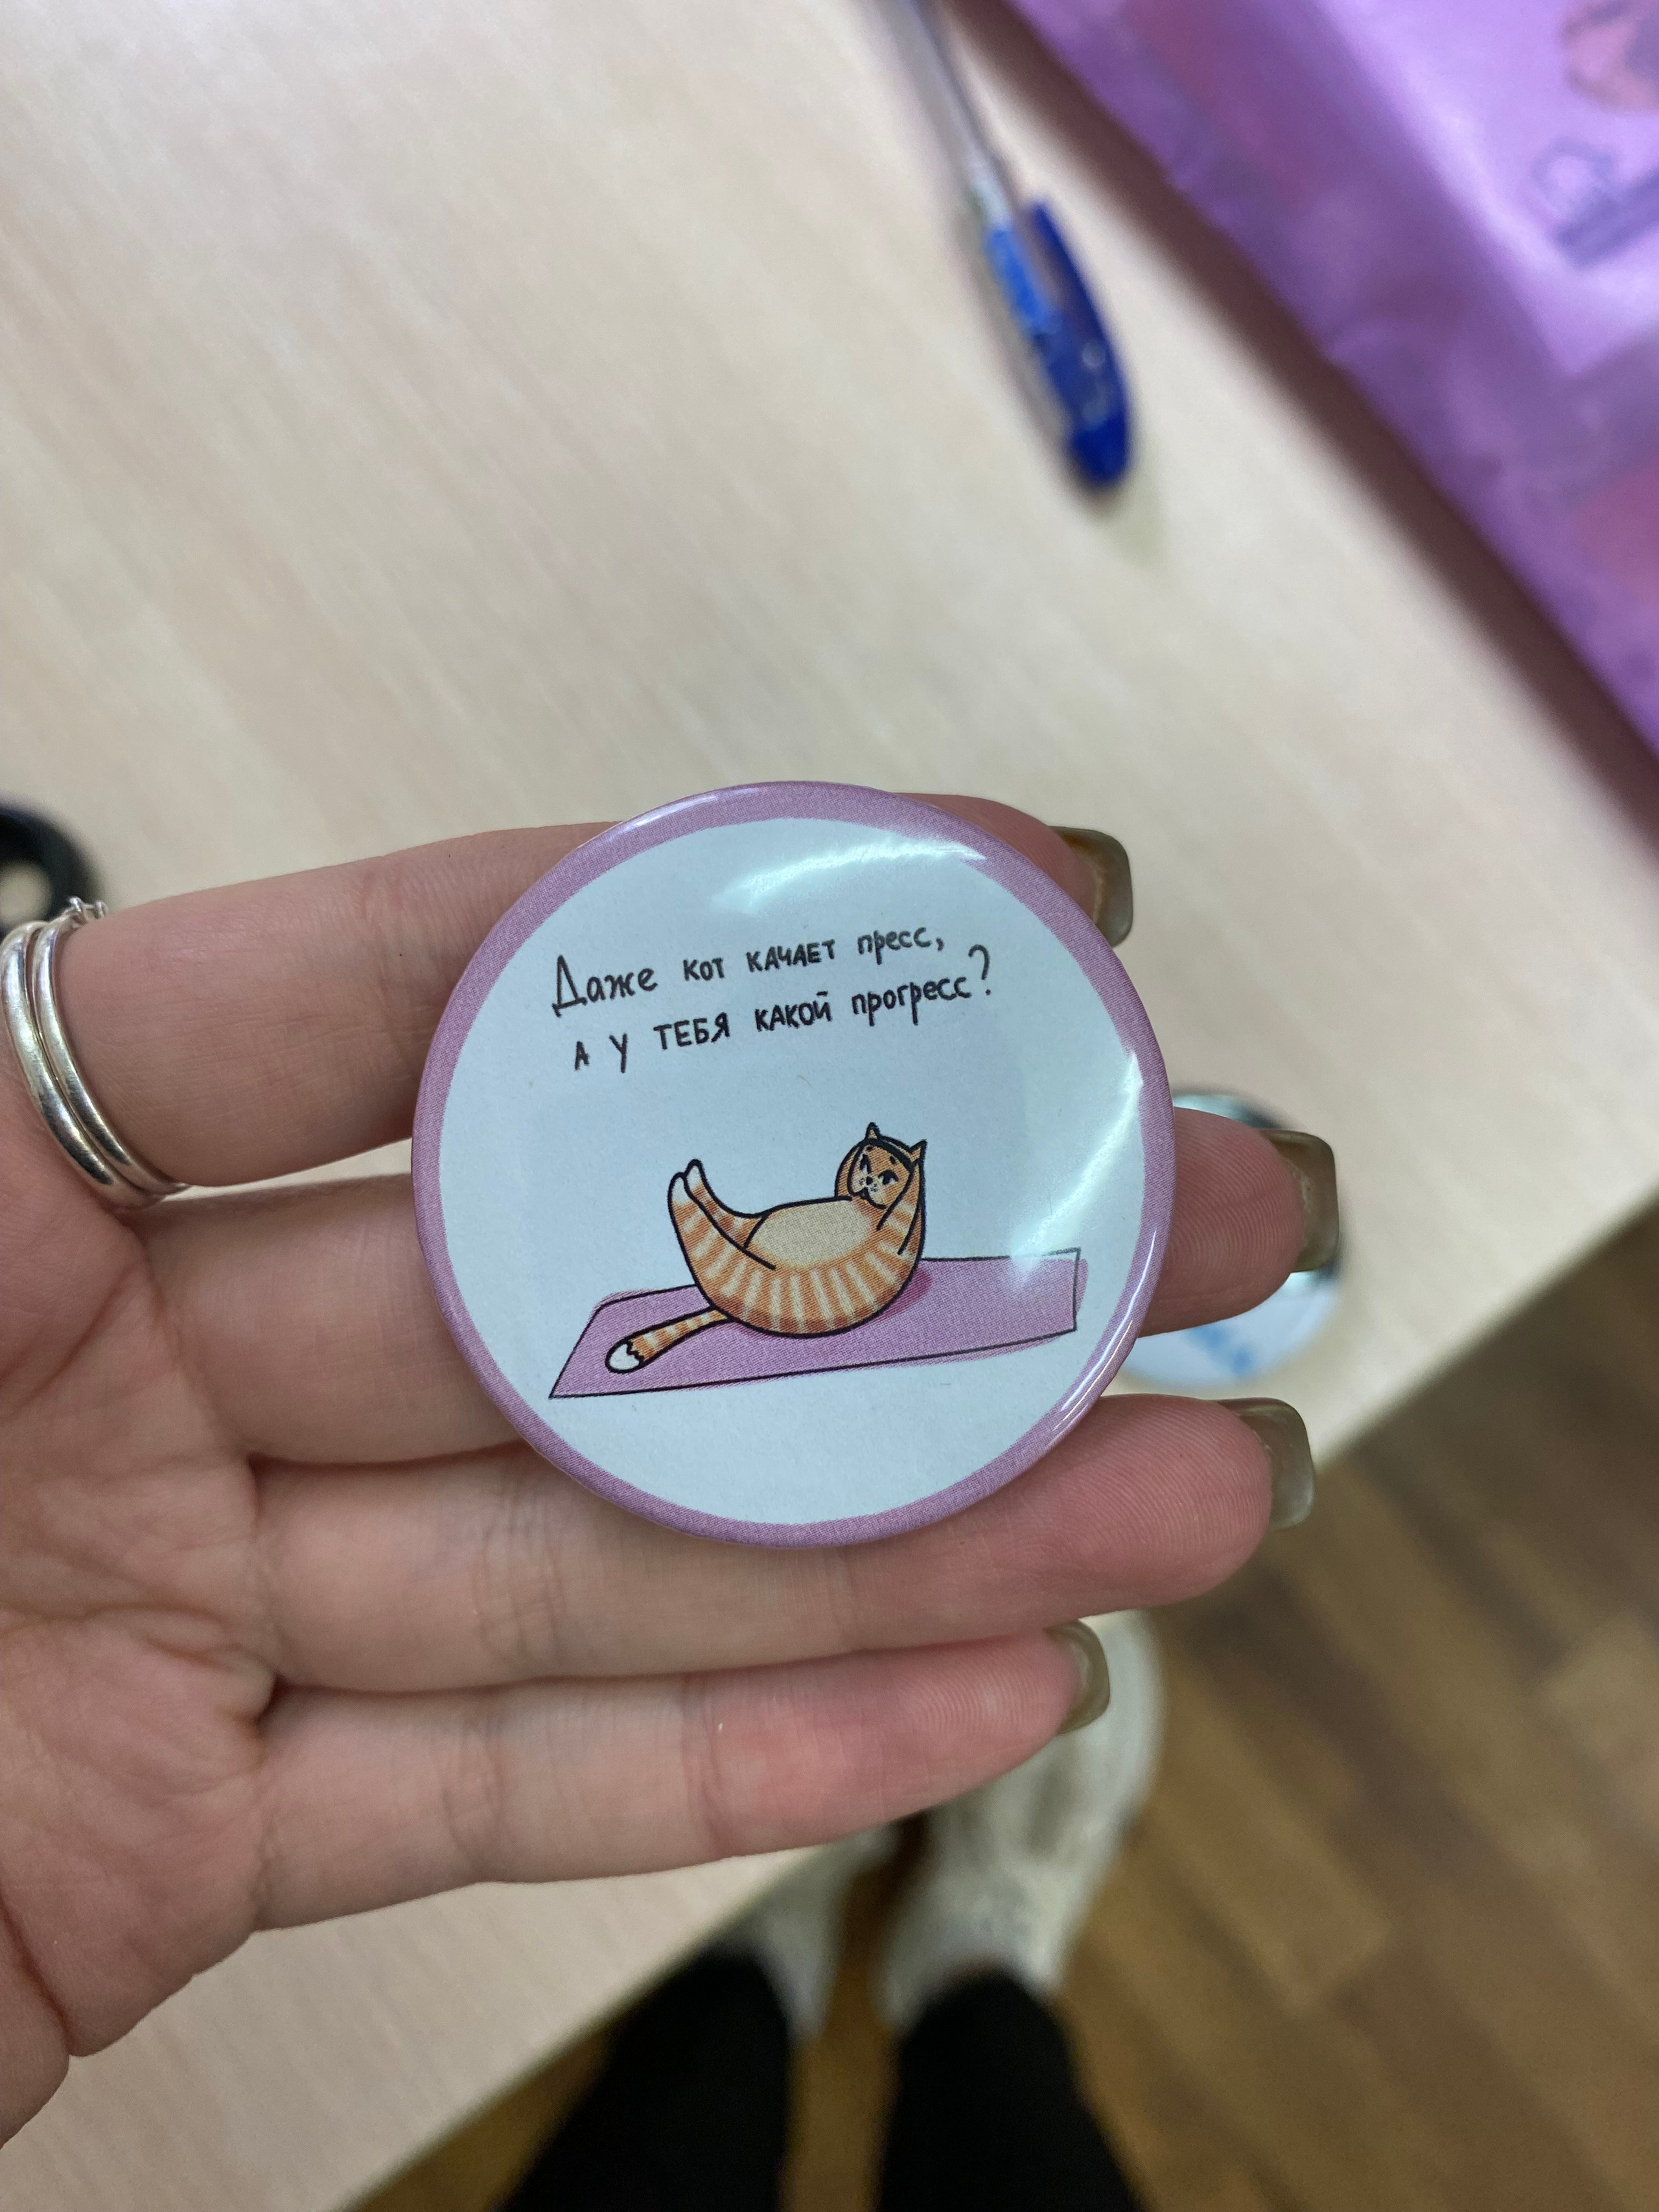 Даже кот качает пресс,
а у тебя какой прогресс?